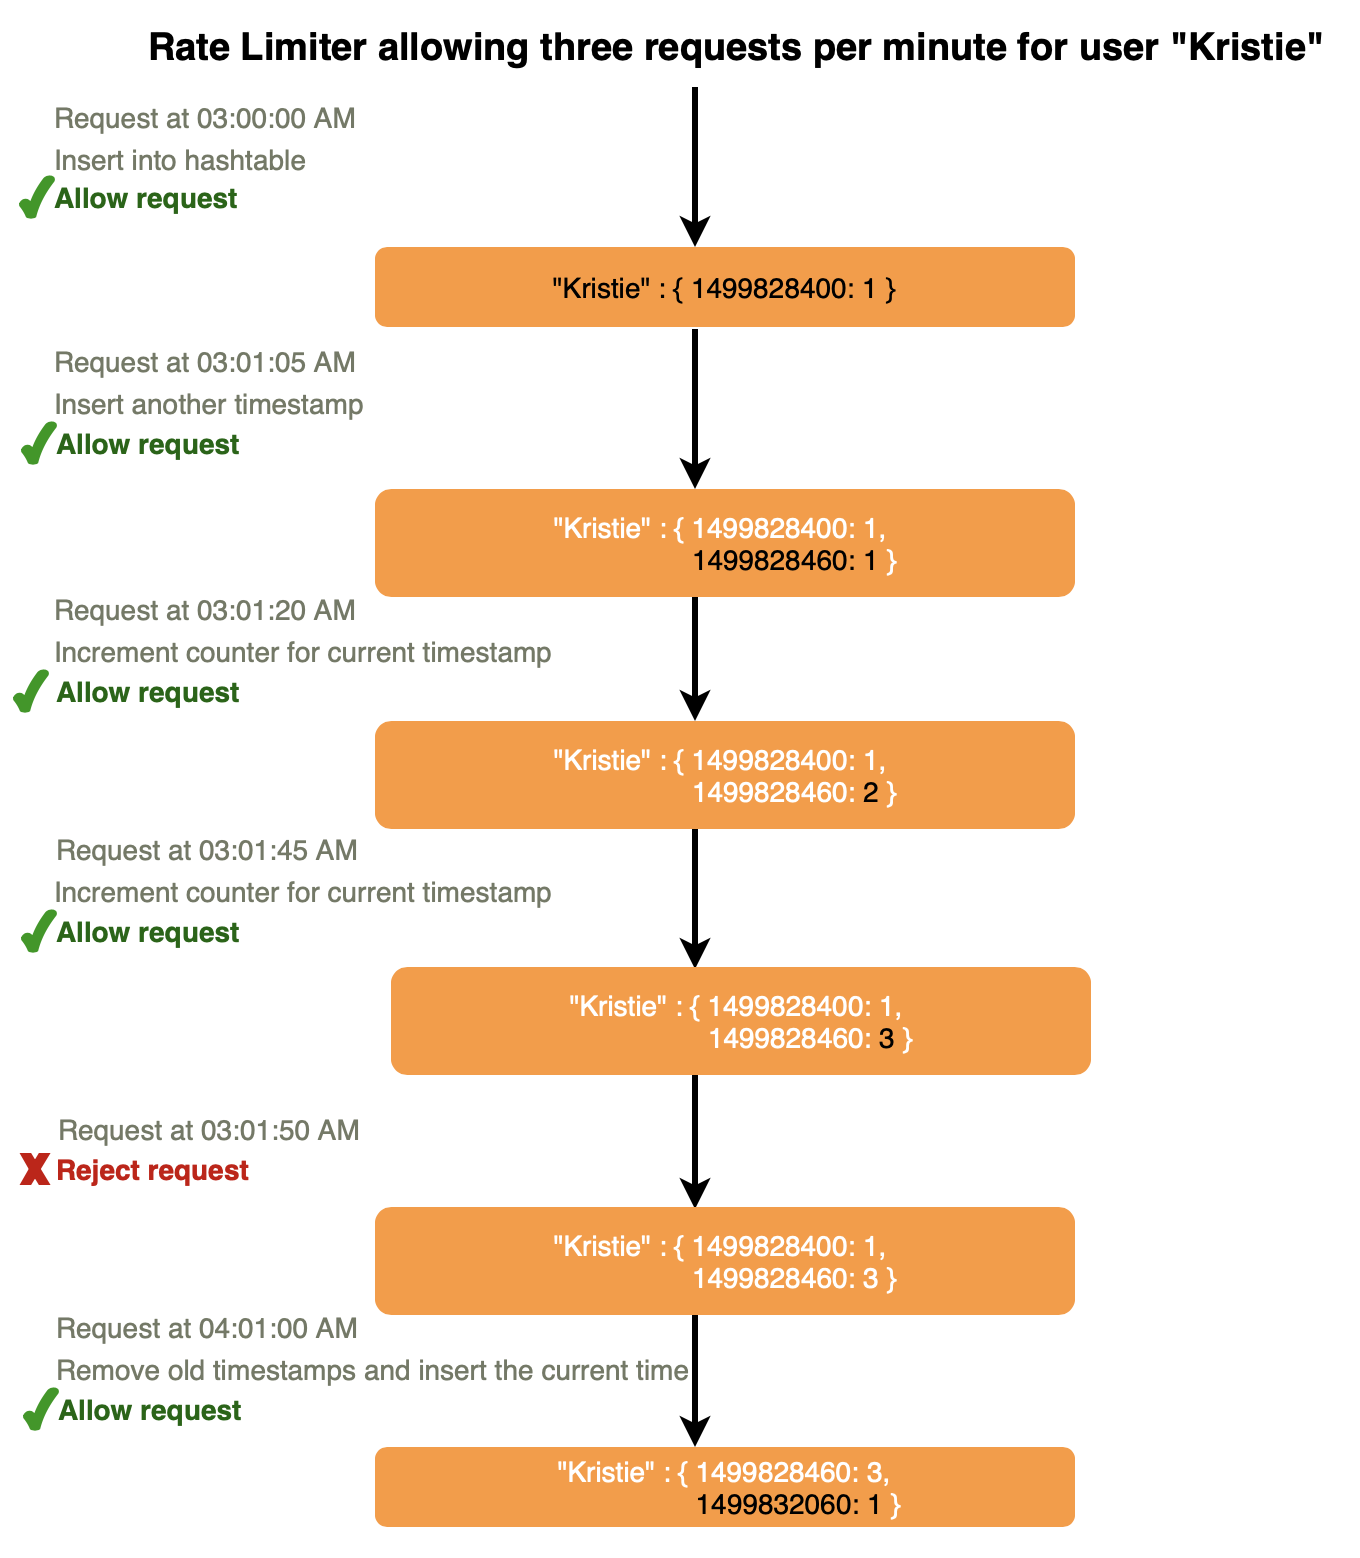 Rate Limiter allowing three requests per minute for user "Kristie"
Request at 03:00:00 AM
Insert into hashtable
Allow request
"Kristie" : { 1499828400: 1 }
Request at 03:01:05 AM
Insert another timestamp
Allow request
"Kristie" : { 1499828400: 1,
1499828460: 1 }
Request at 03:01:20 AM
Increment counter for current timestamp
Allow request
"Kristie" : { 1499828400: 1,
1499828460: 2 }
Request at 03:01:45 AM
Increment counter for current timestamp
Allow request
"Kristie" : { 1499828400: 1,
1499828460: 3 }
Request at 03:01:50 AM
Reject request
"Kristie" : { 1499828400: 1,
1499828460: 3 }
Request at 04:01:00 AM
Remove old timestamps and insert the current time
Allow request
"Kristie" : { 1499828460: 3,
1499832060: 1 }